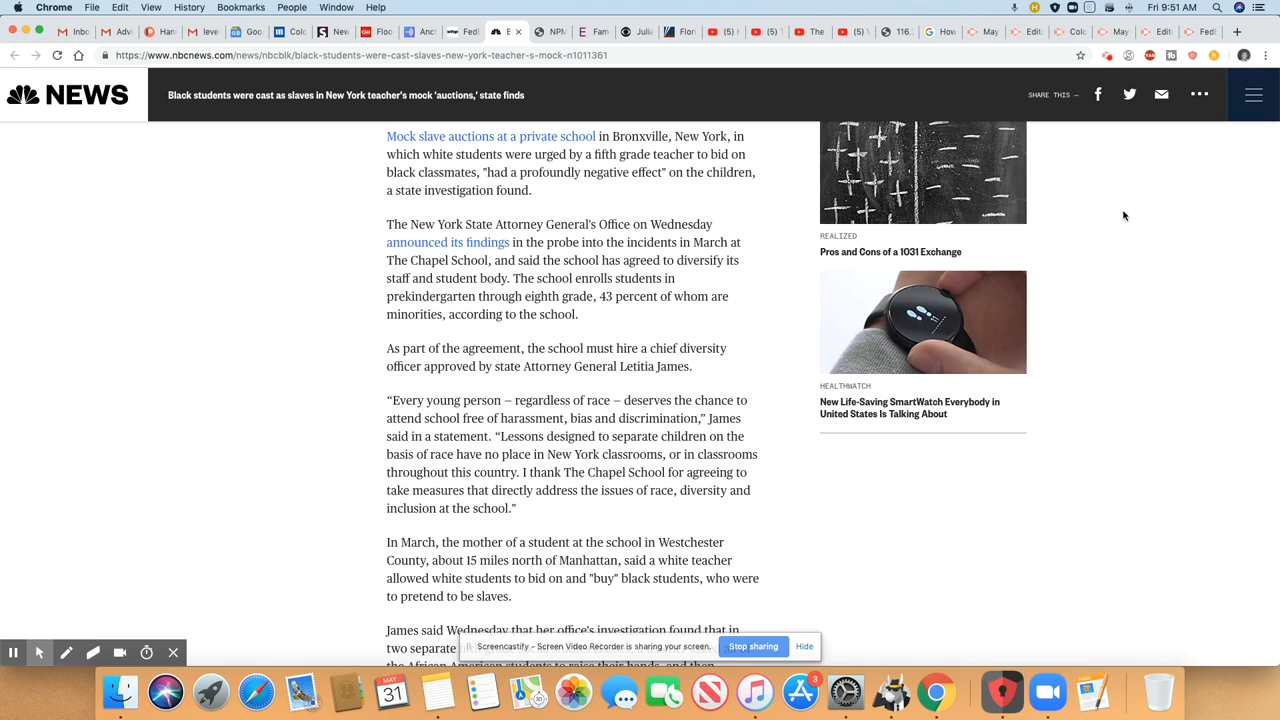 Chrome File Edit View History Bookmarks People Window Help Fri 9:51 AM
https://www.nbcnews.com/news/nbcblk/black-students-were-cast-slaves-new-york-teacher-s-mock-n1011361
NEWS
Black students were cast as slaves in New York teacher's mock 'auctions,' state finds
SHARE THIS —
Mock slave auctions at a private school in Bronxville, New York, in
which white students were urged by a fifth grade teacher to bid on
black classmates, "had a profoundly negative effect" on the children,
a state investigation found.
The New York State Attorney General's Office on Wednesday
announced its findings in the probe into the incidents in March at
The Chapel School, and said the school has agreed to diversify its
staff and student body. The school enrolls students in
prekindergarten through eighth grade, 43 percent of whom are
minorities, according to the school.
As part of the agreement, the school must hire a chief diversity
officer approved by state Attorney General Letitia James.
“Every young person — regardless of race — deserves the chance to
attend school free of harassment, bias and discrimination,” James
said in a statement. “Lessons designed to separate children on the
basis of race have no place in New York classrooms, or in classrooms
throughout this country. I thank The Chapel School for agreeing to
take measures that directly address the issues of race, diversity and
inclusion at the school."
In March, the mother of a student at the school in Westchester
County, about 15 miles north of Manhattan, said a white teacher
allowed white students to bid on and "buy" black students, who were
to pretend to be slaves.
James said Wednesday that her office's investigation found that in
two separate
REALIZED
Pros and Cons of a 1031 Exchange
HEALTHWATCH
New Life-Saving SmartWatch Everybody in
United States Is Talking About
Screencastify - Screen Video Recorder is sharing your screen.
Stop sharing
Hide
MAY
31
3